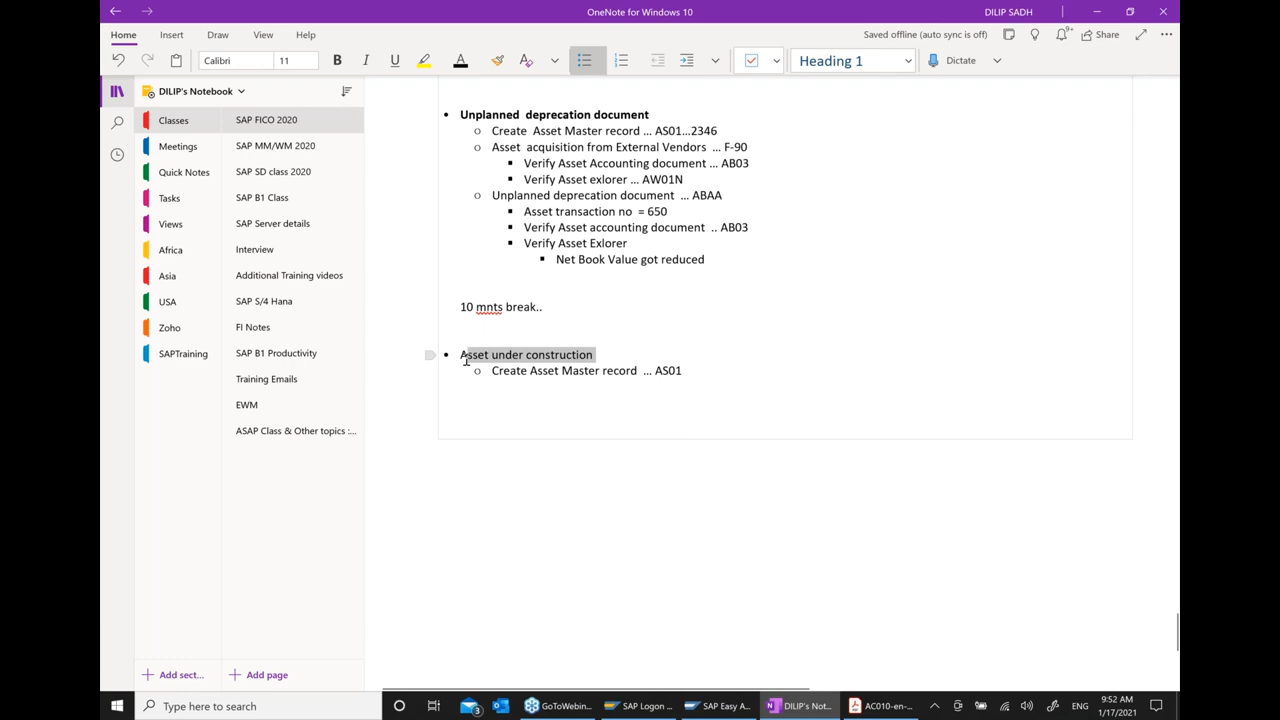 OneNote for Windows 10
DILIP SADH
Home Insert Draw View Help
Saved offline (auto sync is off)
9+
Share
Calibri 11 B I U A
Heading 1
Dictate
DILIP's Notebook
Classes
Meetings
Quick Notes
Tasks
Views
Africa
Asia
USA
Zoho
SAPTraining
Add sect...
SAP FICO 2020
SAP MM/WM 2020
SAP SD class 2020
SAP B1 Class
SAP Server details
Interview
Additional Training videos
SAP S/4 Hana
FI Notes
SAP B1 Productivity
Training Emails
EWM
ASAP Class & Other topics :...
Add page
Unplanned deprecation document
Create Asset Master record ... AS01...2346
Asset acquisition from External Vendors ... F-90
Verify Asset Accounting document ... AB03
Verify Asset exlorer ... AW01N
Unplanned deprecation document ... ABAA
Asset transaction no = 650
Verify Asset accounting document .. AB03
Verify Asset Exlorer
Net Book Value got reduced
10 mnts break..
Asset under construction
Create Asset Master record ... AS01
Type here to search
3
GoToWebin...
SAP Logon ...
SAP Easy A...
DILIP's Not...
AC010-en-...
ENG
9:52 AM
1/17/2021